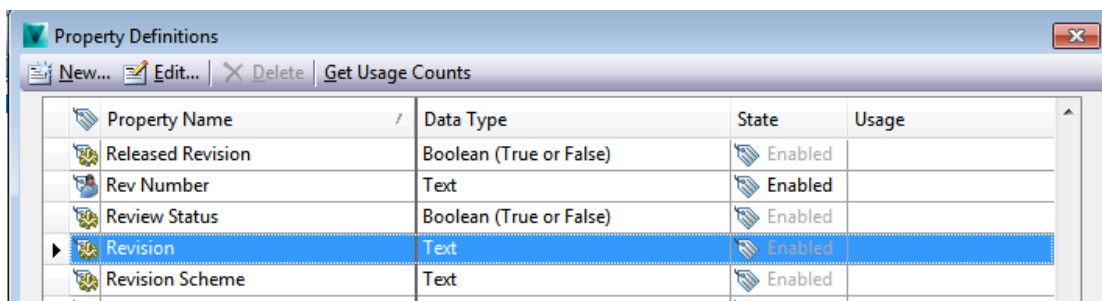 Property Definitions
New... Edit... Delete Get Usage Counts
Property Name Data Type State Usage
Released Revision Boolean (True or False) Enabled
Rev Number Text Enabled
Review Status Boolean (True or False) Enabled
Revision Text Enabled
Revision Scheme Text Enabled